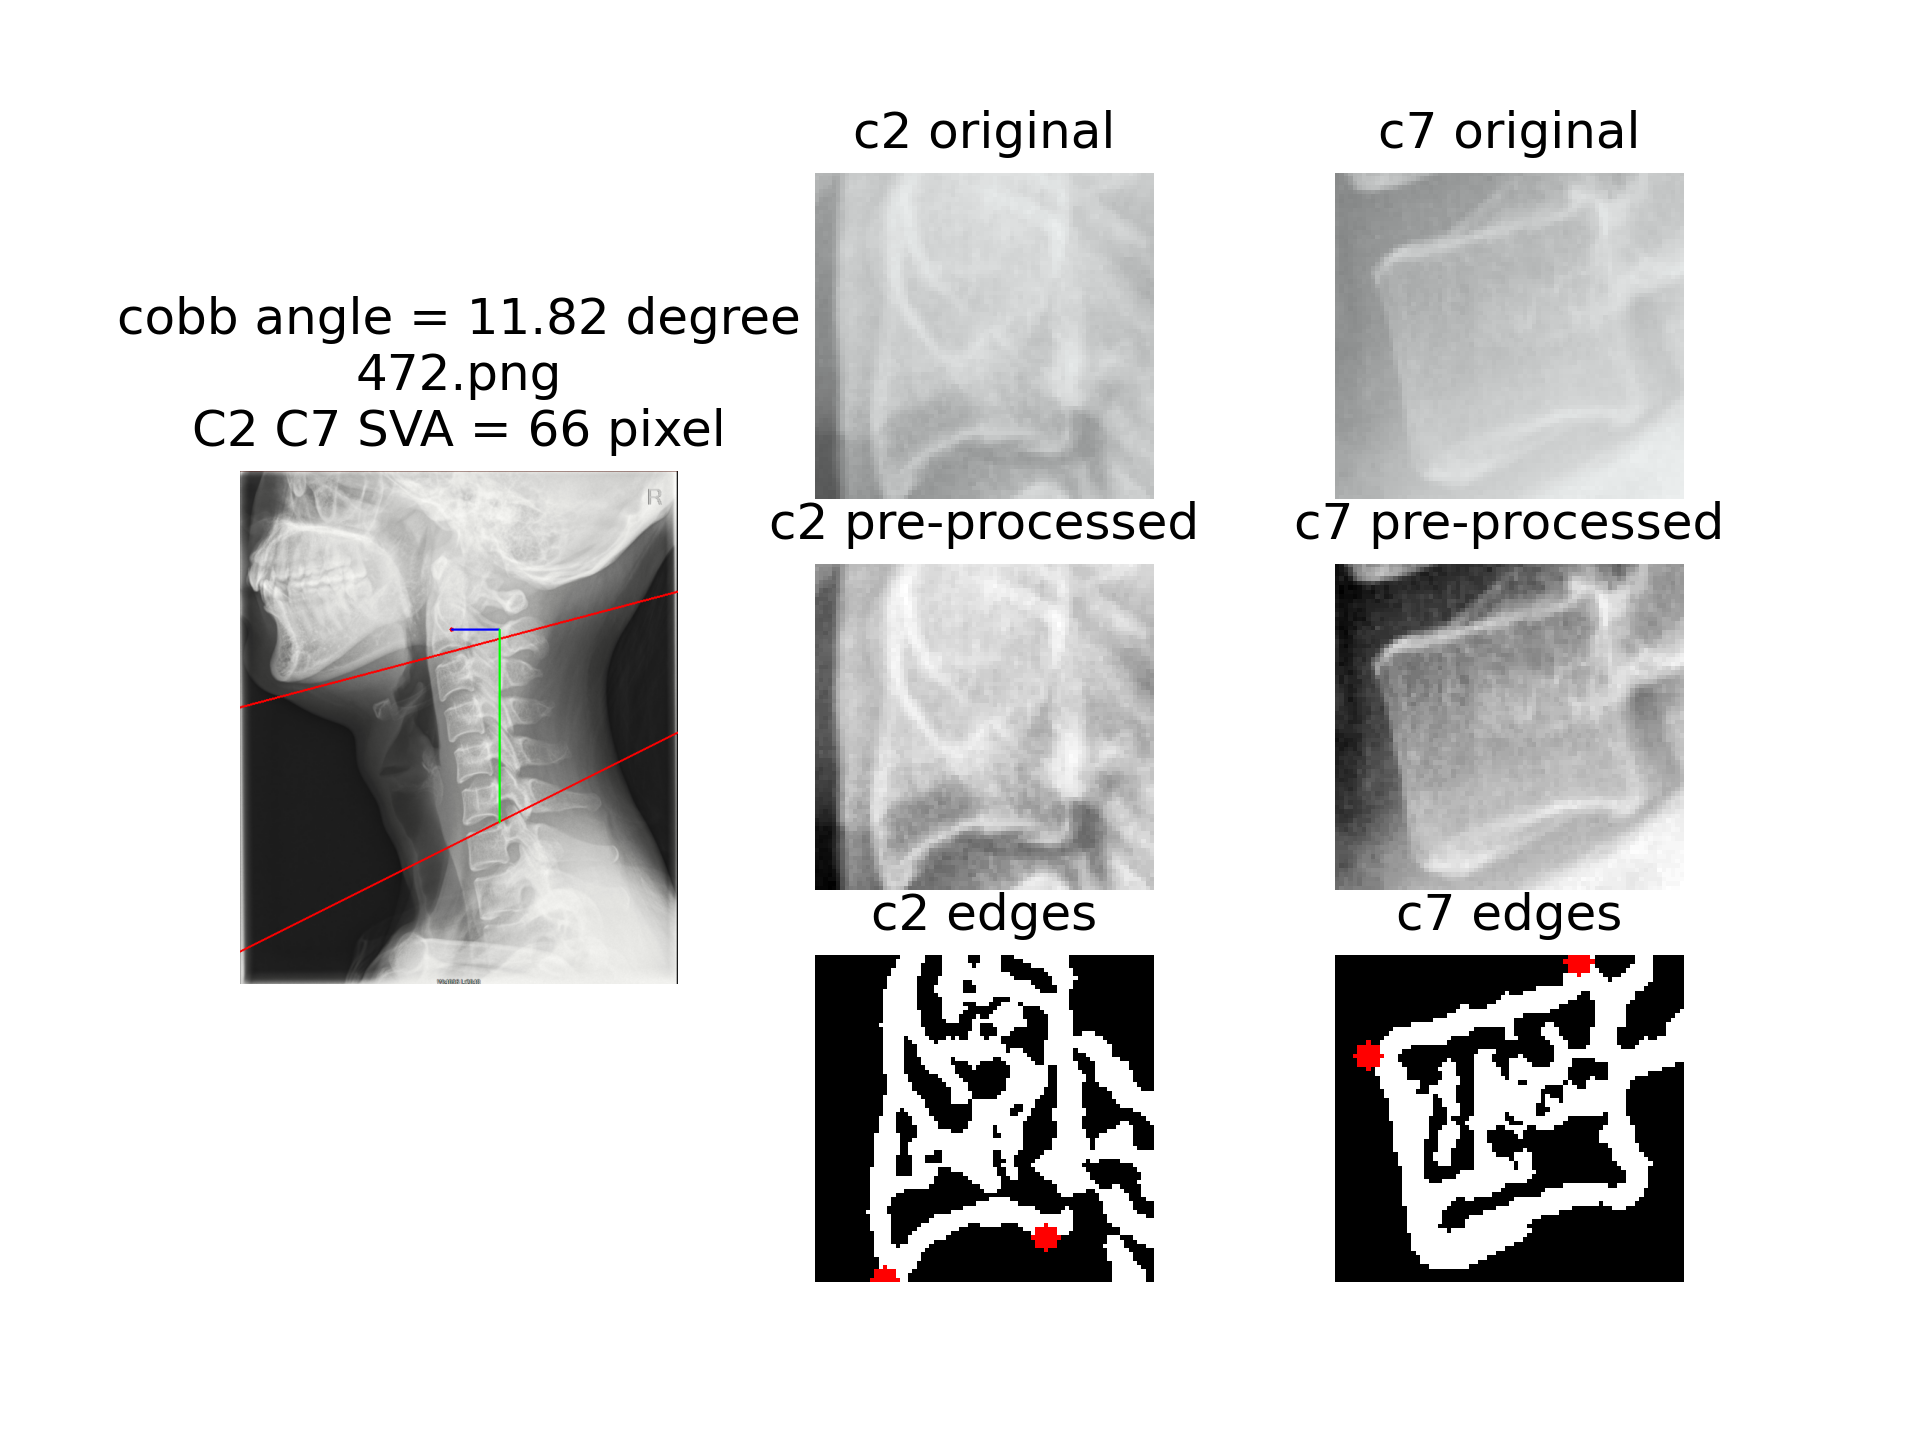 cobb angle = 11.82 degree
472.png
C2 C7 SVA = 66 pixel
R
c2 original
c7 original
c2 pre-processed
c7 pre-processed
c2 edges
c7 edges